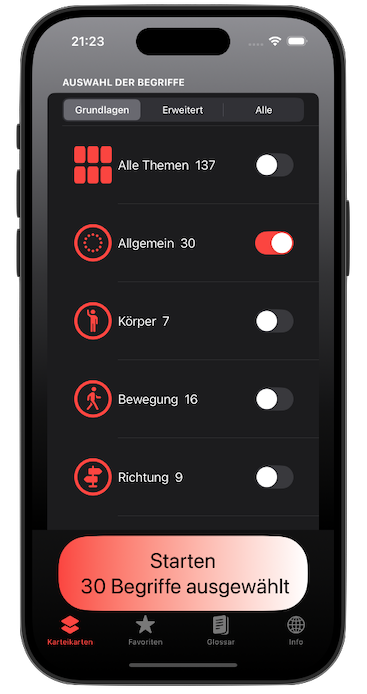 21:23
AUSWAHL DER BEGRIFFE
Grundlagen Erweitert Alle
Alle Themen 137
Allgemein 30
Körper 7
Bewegung 16
Richtung 9
Starten
30 Begriffe ausgewählt
Karteikarten Favoriten Glossar Info